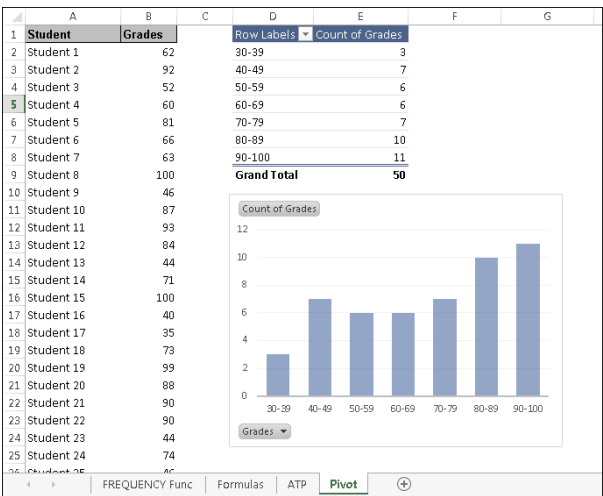 A B C D E F G
1 Student Grades Row Labels Count of Grades
2 Student 1 62 30-39 3
3 Student 2 92 40-49 7
4 Student 3 52 50-59 6
5 Student 4 60 60-69 6
6 Student 5 81 70-79 7
7 Student 6 66 80-89 10
8 Student 7 63 90-100 11
9 Student 8 100 Grand Total 50
10 Student 9 46
11 Student 10 87
12 Student 11 93
13 Student 12 84
14 Student 13 44
15 Student 14 71
16 Student 15 100
17 Student 16 40
18 Student 17 35
19 Student 18 73
20 Student 19 99
21 Student 20 88
22 Student 21 90
23 Student 22 90
24 Student 23 44
25 Student 24 74
Count of Grades
12
10
8
6
4
2
0
30-39 40-49 50-59 60-69 70-79 80-89 90-100
Grades
FREQUENCY Func Formulas ATP Pivot